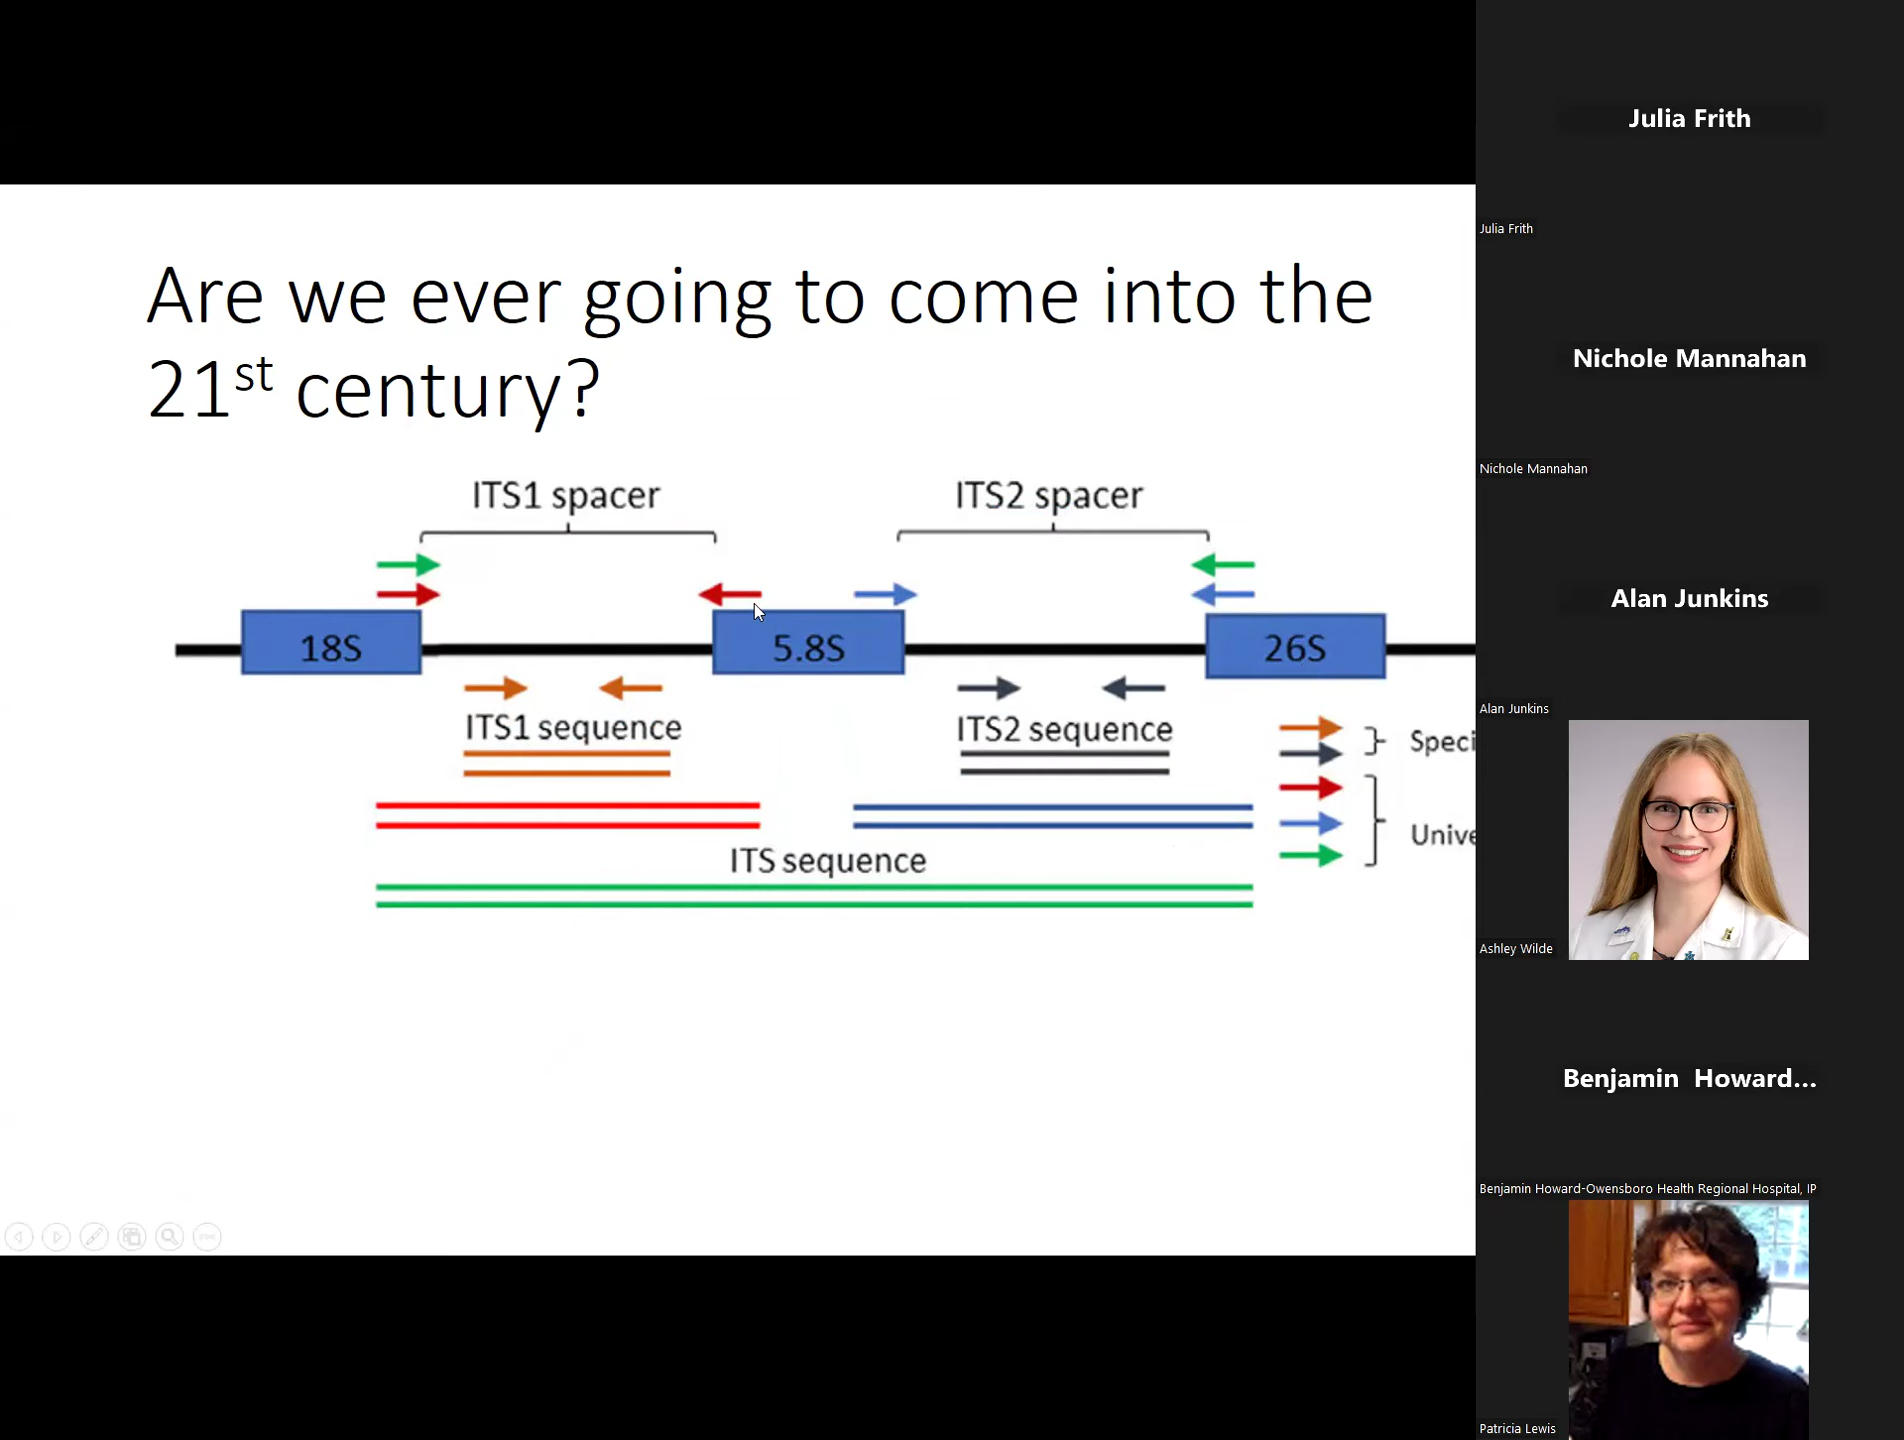 Are we ever going to come into the
21st century?
ITS1 spacer
ITS2 spacer
18S
5.8S
26S
ITS1 sequence
ITS2 sequence
Speci
Unive
ITS sequence
Julia Frith
Julia Frith
Nichole Mannahan
Nichole Mannahan
Alan Junkins
Alan Junkins
Ashley Wilde
Benjamin Howard...
Benjamin Howard-Owensboro Health Regional Hospital, IP
Patricia Lewis